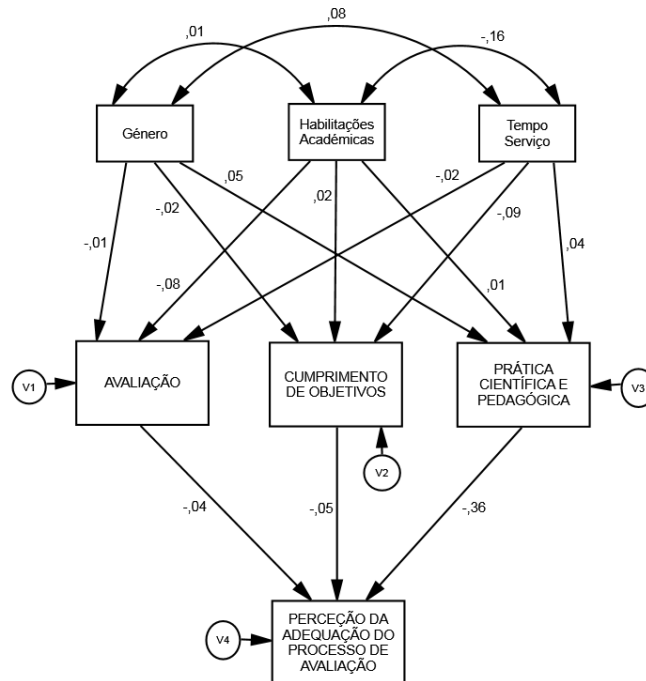 ,01
,08
-,16
Género
Habilitações
Académicas
Tempo
Serviço
,05
-,02
-,02
,02
-,09
-,01
,04
-,08
,01
AVALIAÇÃO
CUMPRIMENTO
DE OBJETIVOS
PRÁTICA
CIENTÍFICA E
PEDAGÓGICA
V1
V2
V3
-,04
-,05
-,36
PERCEÇÃO DA
ADEQUAÇÃO DO
PROCESSO DE
AVALIAÇÃO
V4